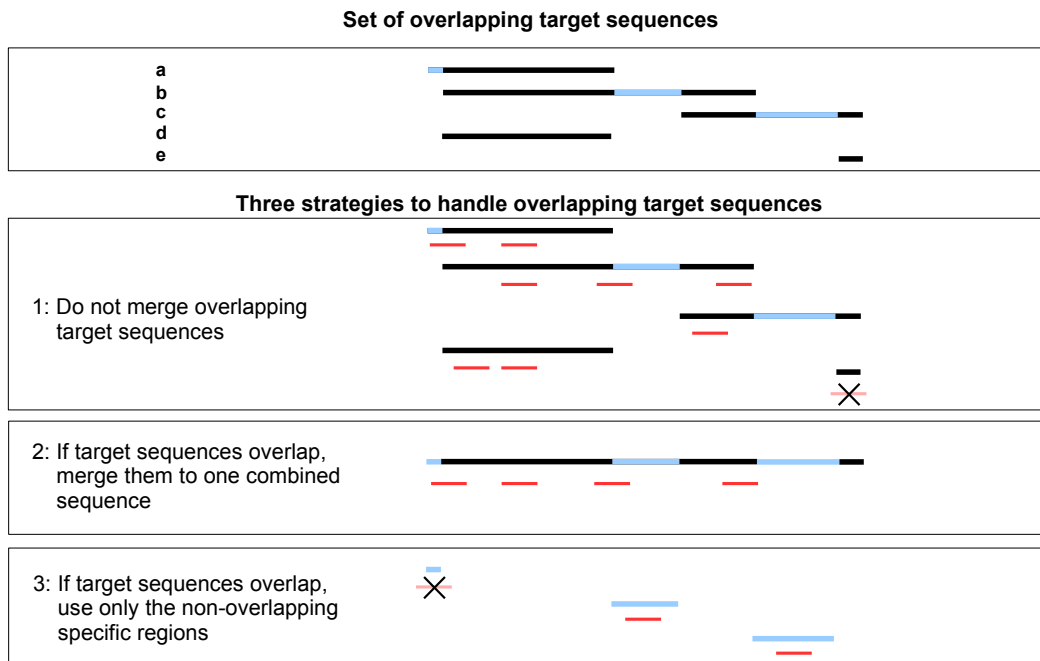 Set of overlapping target sequences
a
b
c
d
e
Three strategies to handle overlapping target sequences
1: Do not merge overlapping
target sequences
2: If target sequences overlap,
merge them to one combined
sequence
3: If target sequences overlap,
use only the non-overlapping
specific regions